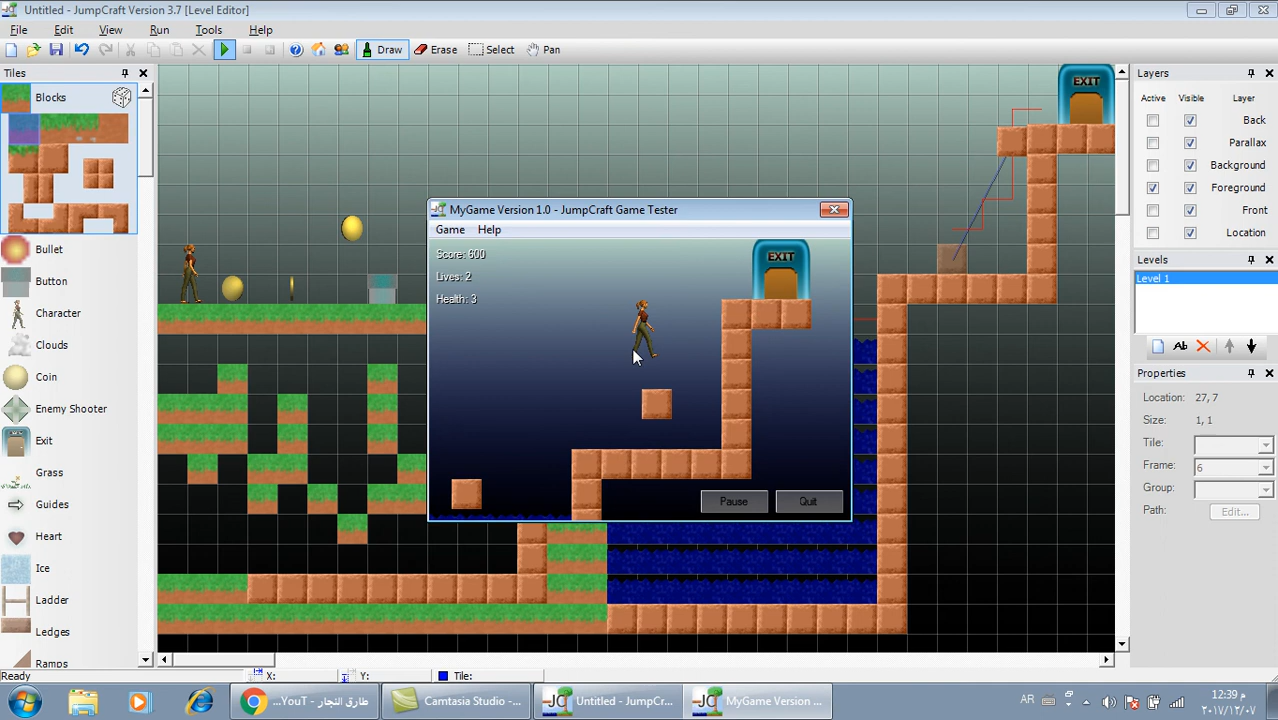 Untitled - JumpCraft Version 3.7 [Level Editor]
File Edit View Run Tools Help
Draw Erase Select Pan
Tiles
Blocks
Bullet
Button
Character
Clouds
Coin
Enemy Shooter
Exit
Grass
Guides
Heart
Ice
Ladder
Ledges
Ramps
EXIT
MyGame Version 1.0 - JumpCraft Game Tester
Game Help
Score: 600
Lives: 2
Health: 3
EXIT
Pause Quit
Layers
Active Visible Layer
Back
Parallax
Background
Foreground
Front
Location
Levels
Level 1
Ab
Properties
Location: 27, 7
Size: 1, 1
Tile:
Frame: 6
Group:
Path: Edit...
Ready X: Y: Tile:
طارق النجار - YouT...
Camtasia Studio -...
Untitled - JumpCr...
MyGame Version ...
AR
12:39 م
٢٠١٧/١٢/٠٧